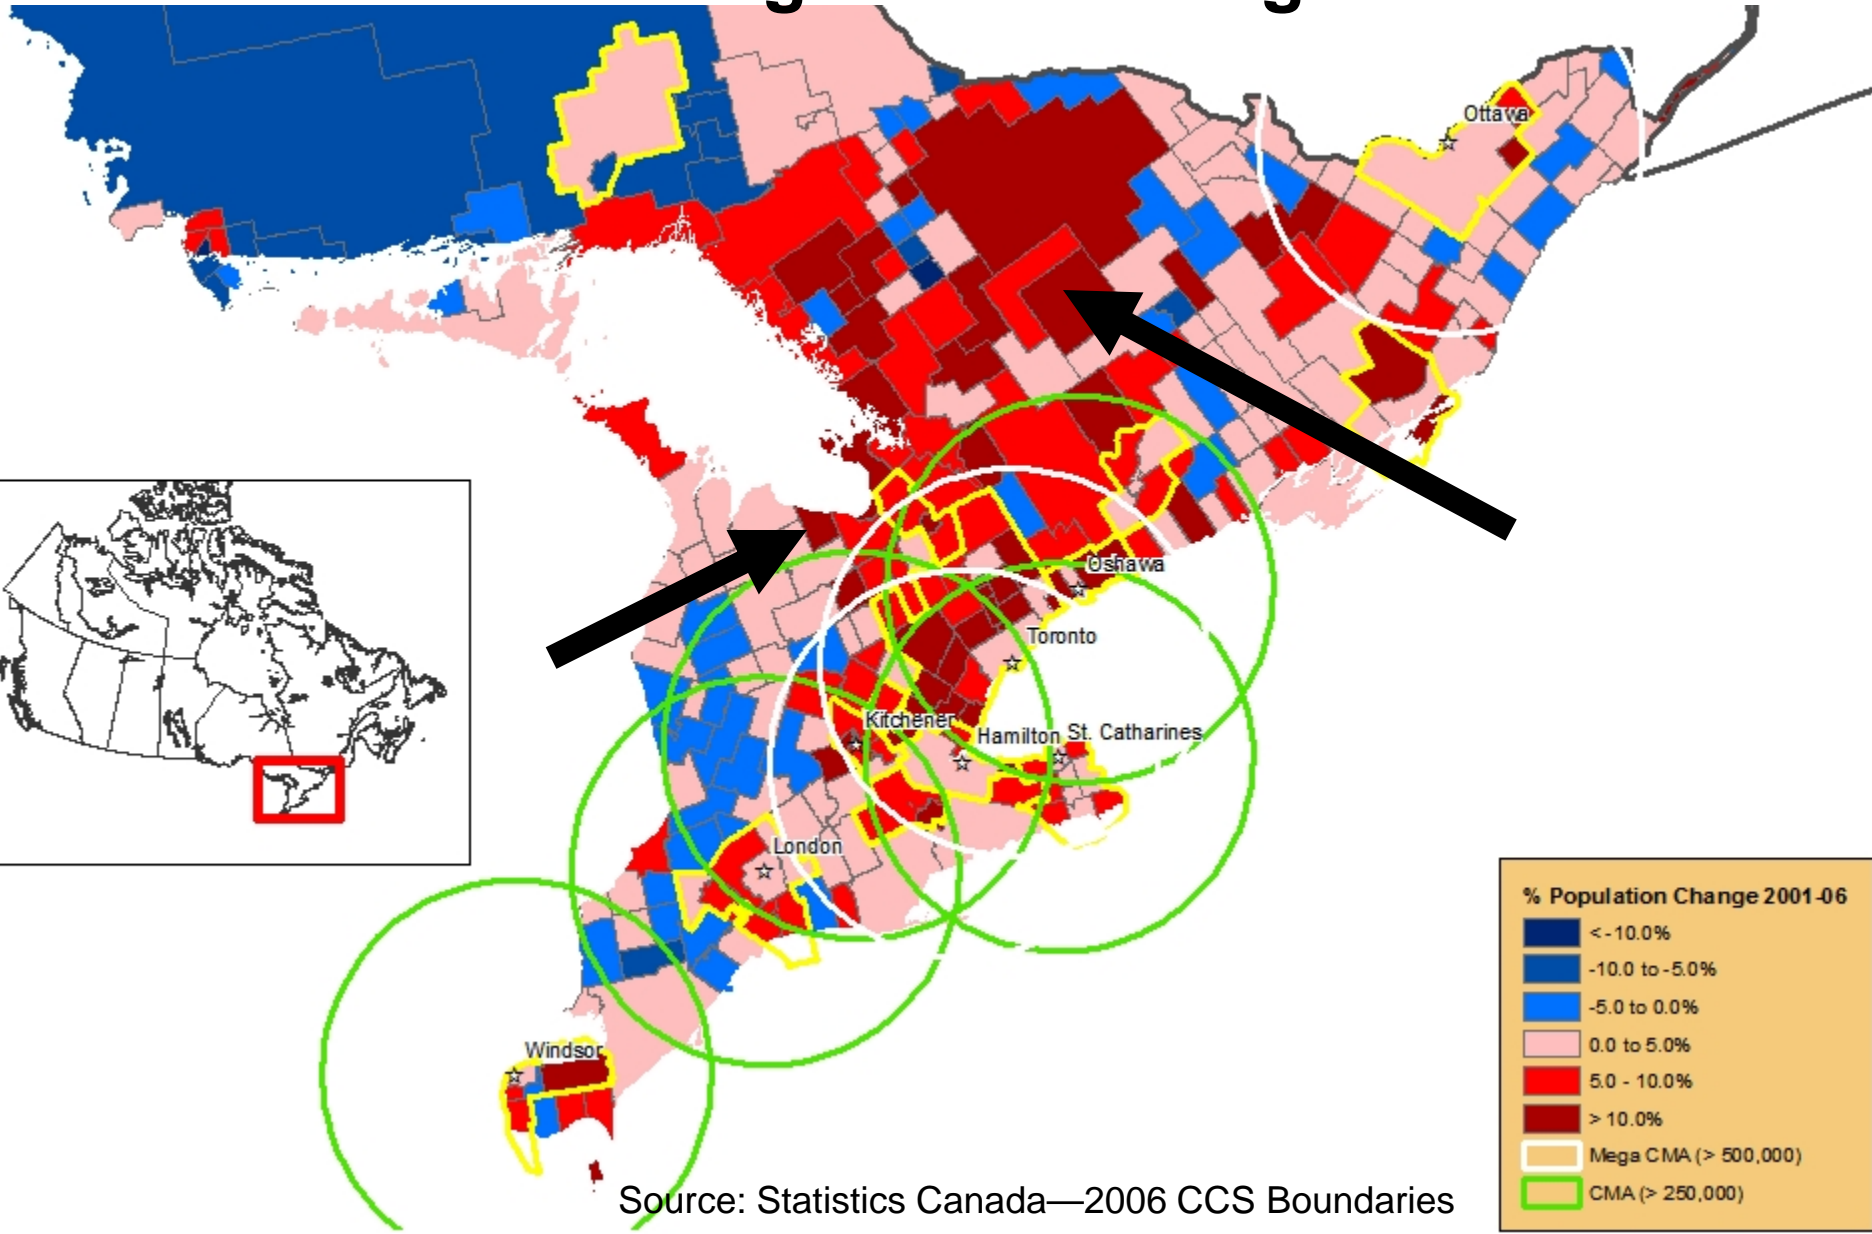 Ottawa
Oshawa
Toronto
Kitchener
Hamilton
St. Catharines
London
Windsor
% Population Change 2001-06
< -10.0%
-10.0 to -5.0%
-5.0 to 0.0%
0.0 to 5.0%
5.0 - 10.0%
> 10.0%
Mega CMA (> 500,000)
CMA (> 250,000)
Source: Statistics Canada—2006 CCS Boundaries